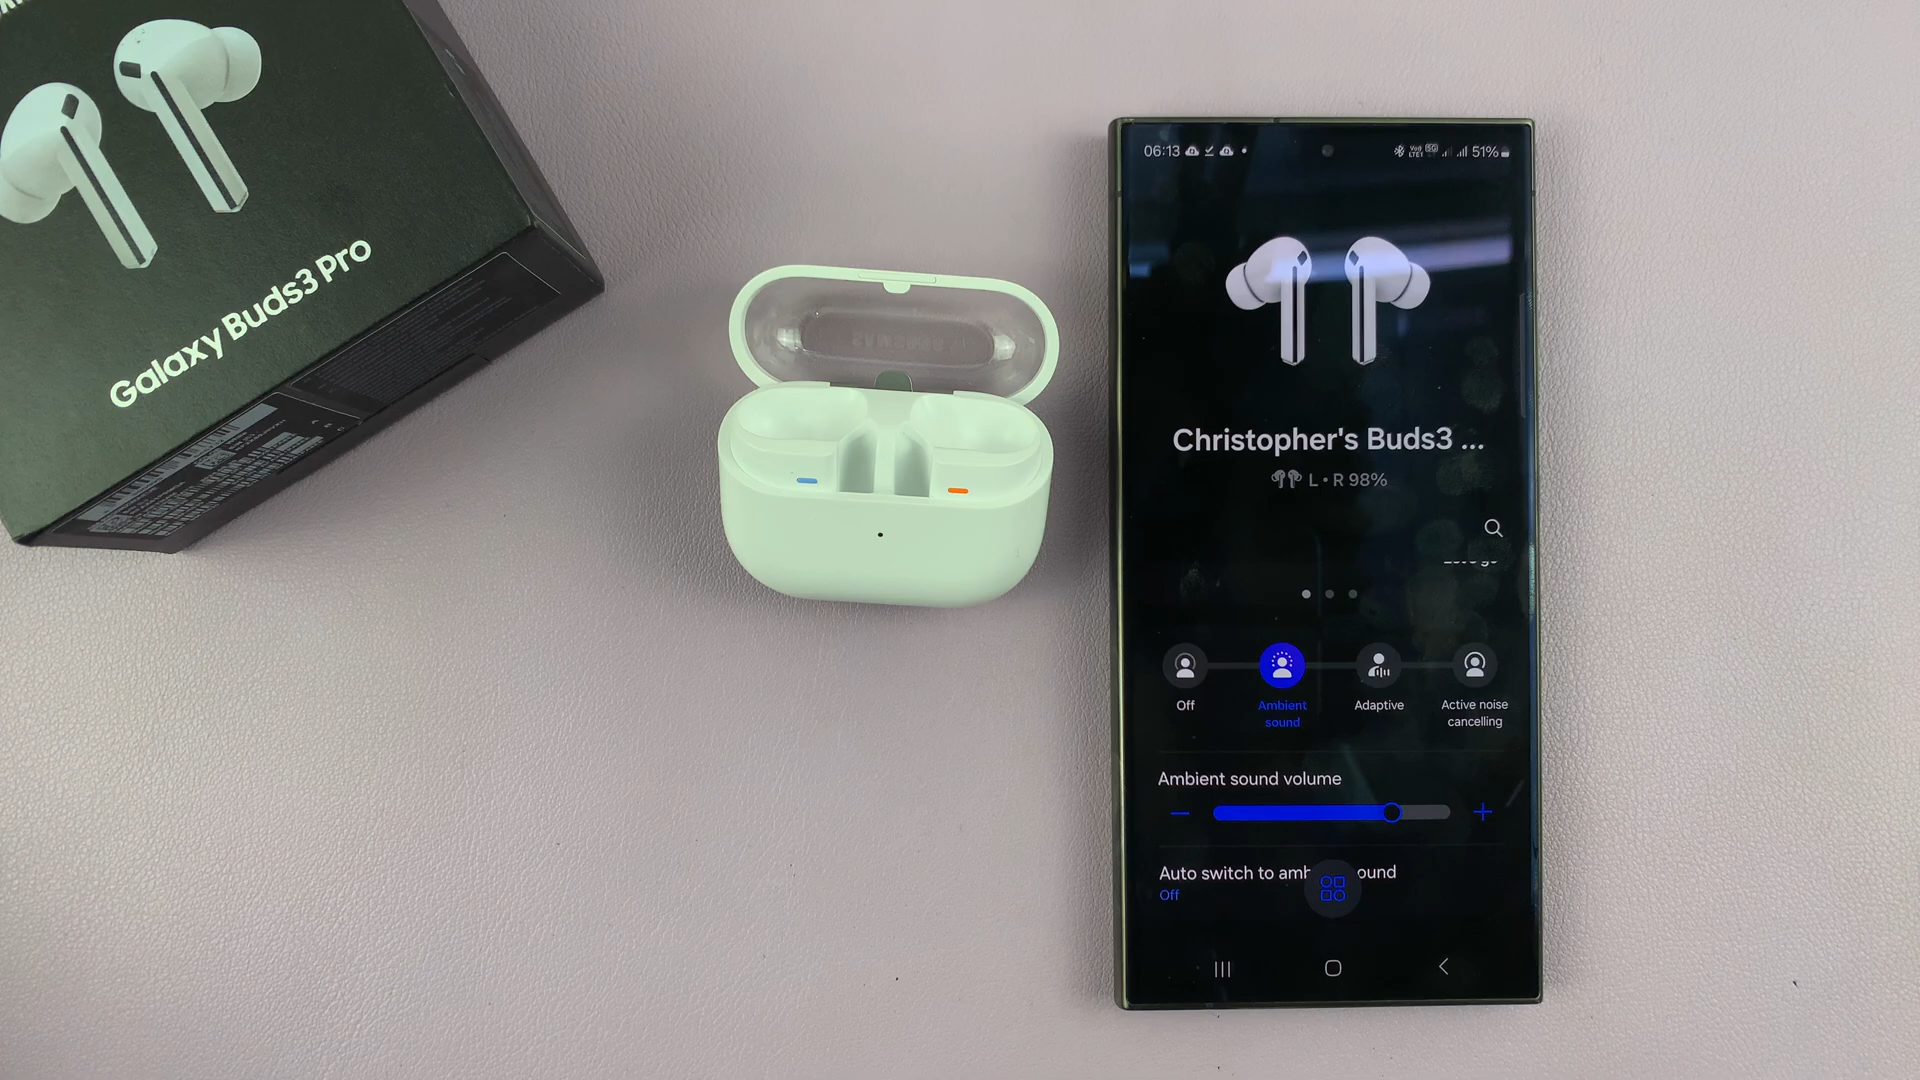 Galaxy Buds3 Pro
SAMSUNG
06:13
51%
Christopher's Buds3 ...
L • R 98%
Off
Ambient
sound
Adaptive
Active noise
cancelling
Ambient sound volume
Auto switch to amb ound
Off